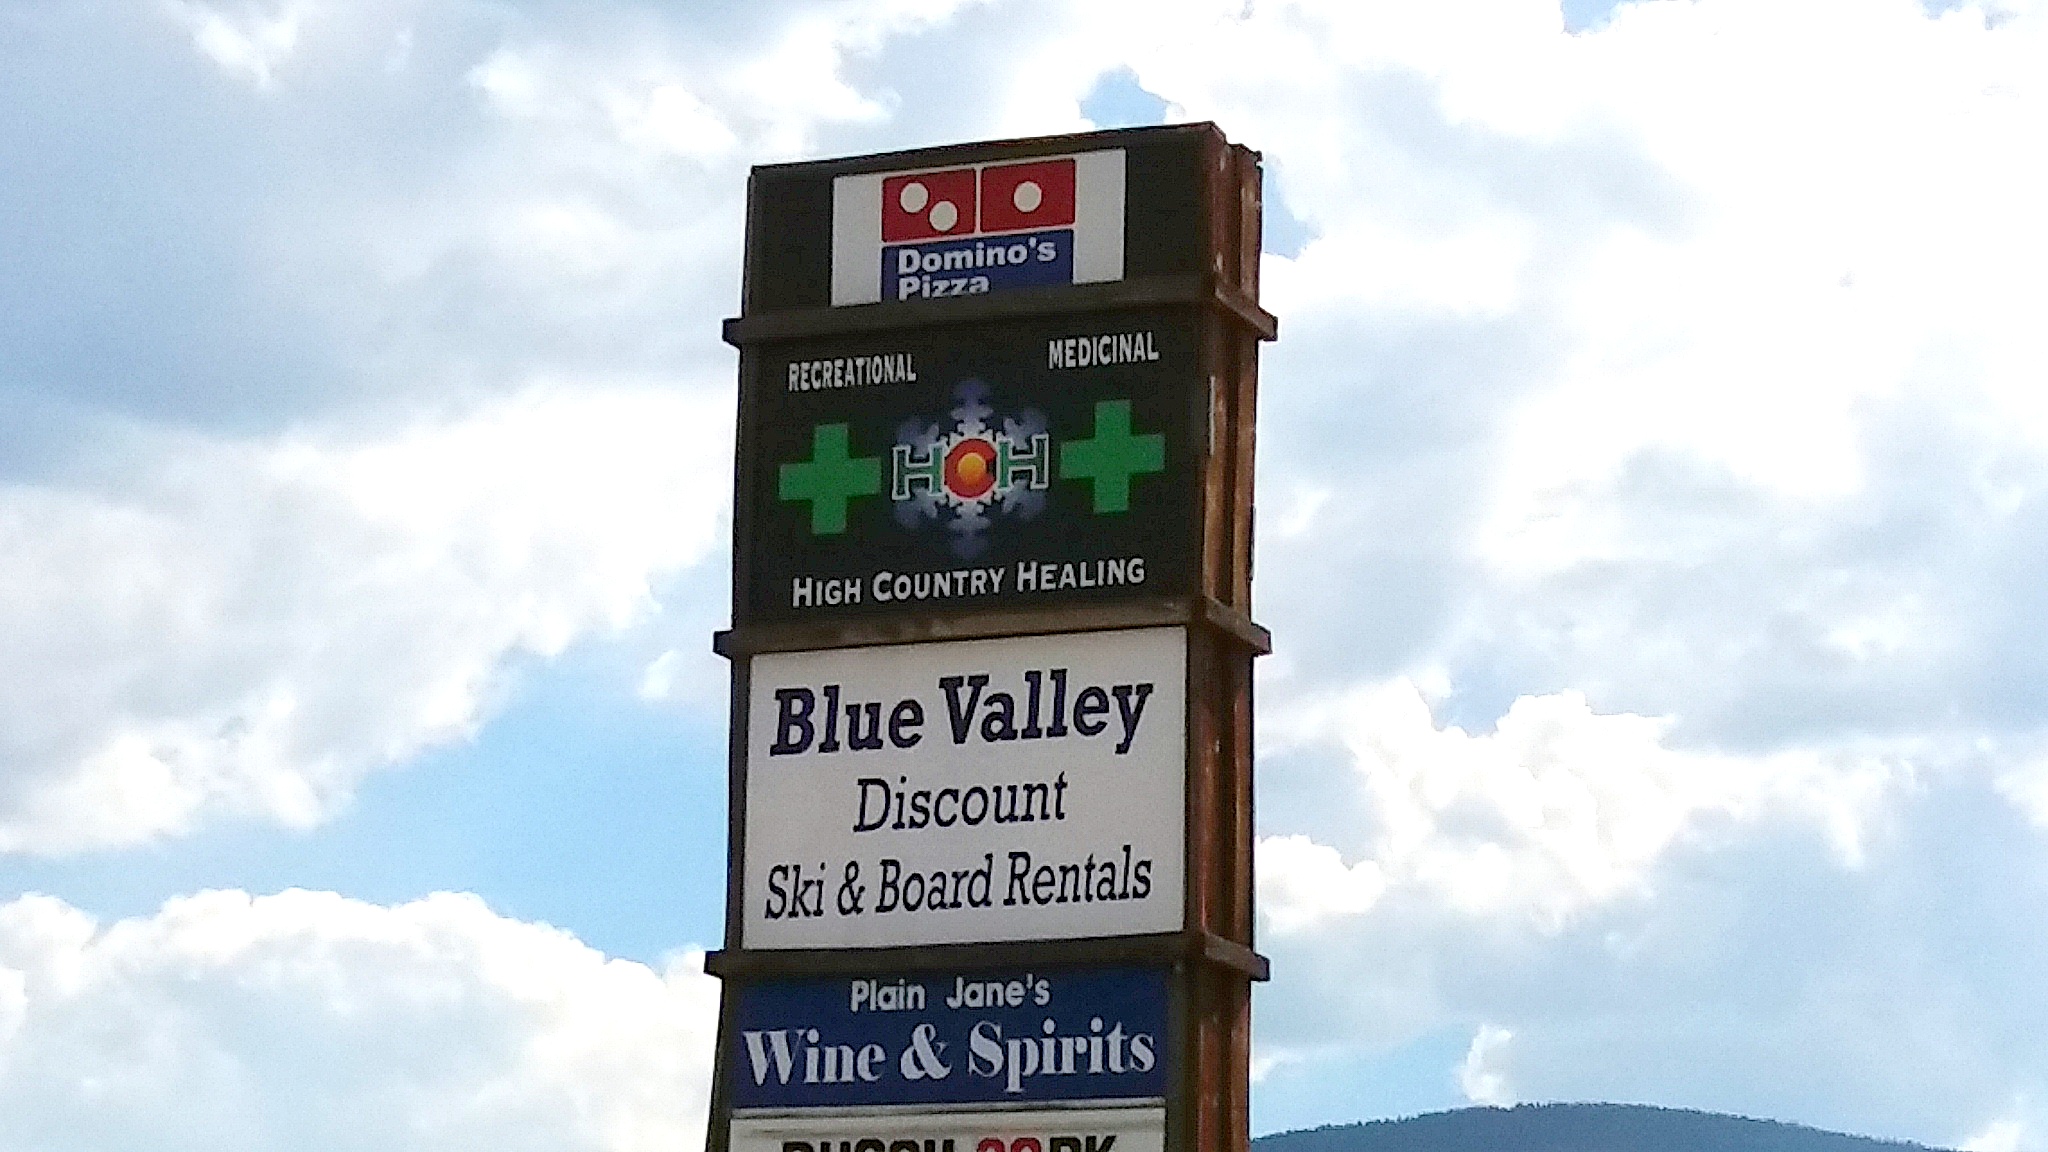 Domino's
Pizza
RECREATIONAL MEDICINAL
HCH
HIGH COUNTRY HEALING
Blue Valley
Discount
Ski & Board Rentals
Plain Jane's
Wine & Spirits